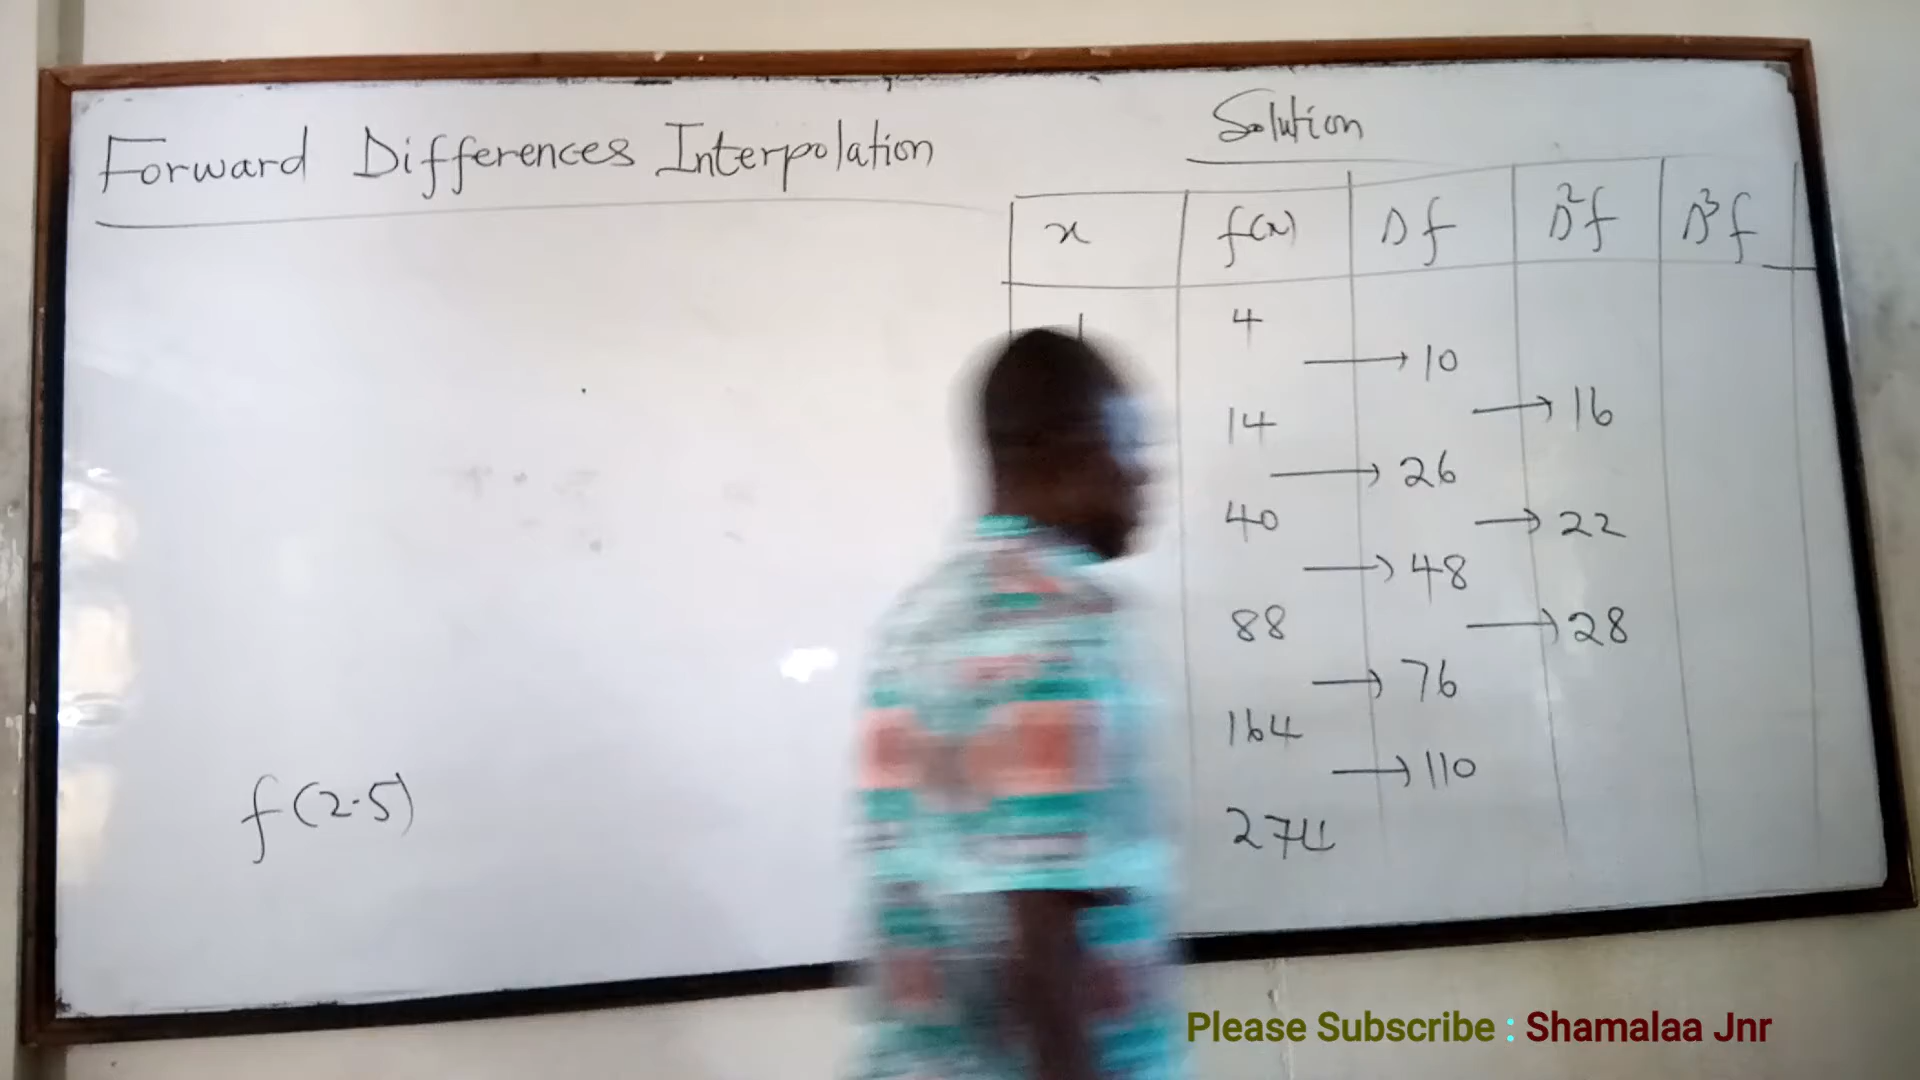 Forward Differences Interpolation
Solution
x f(x) Δf Δ²f Δ³f
4
→ 10
14 → 16
→ 26
40 → 22
→ 48
88 → 28
→ 76
164
→ 110
274
f(2.5)
Please Subscribe : Shamalaa Jnr